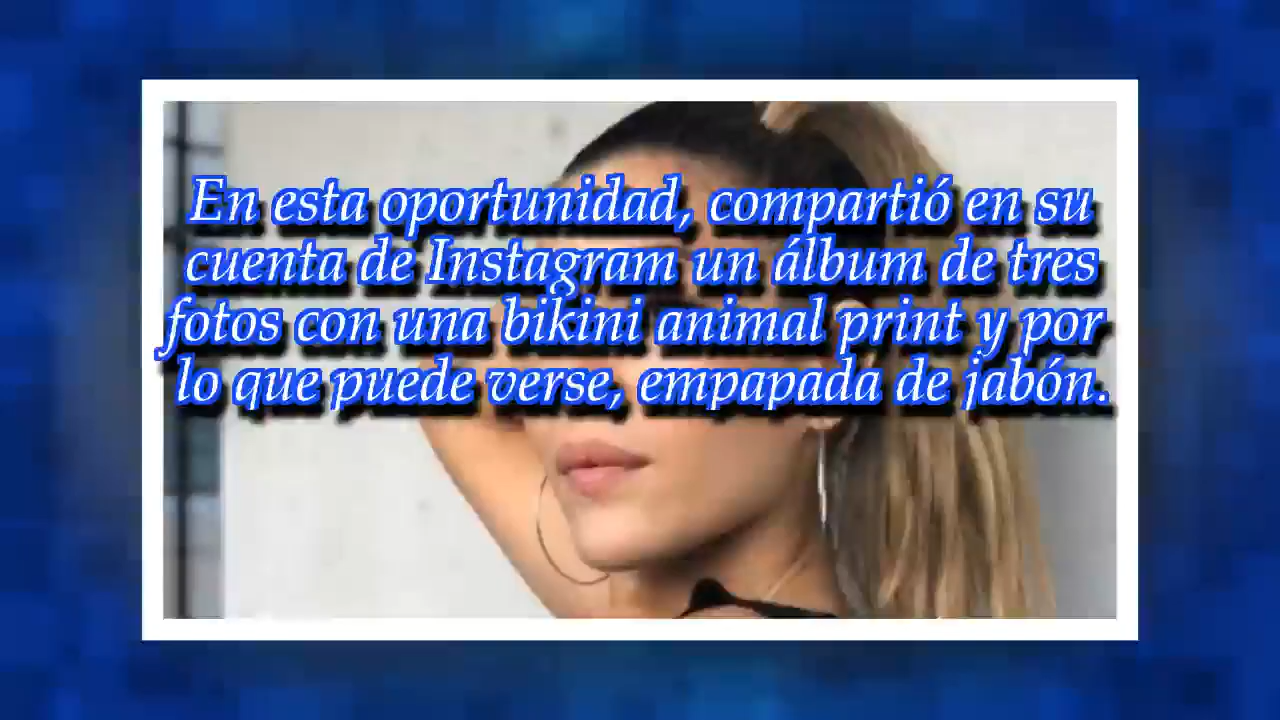 En esta oportunidad, compartió en su
cuenta de Instagram un álbum de tres
fotos con una bikini animal print y por
lo que puede verse, empapada de jabón.